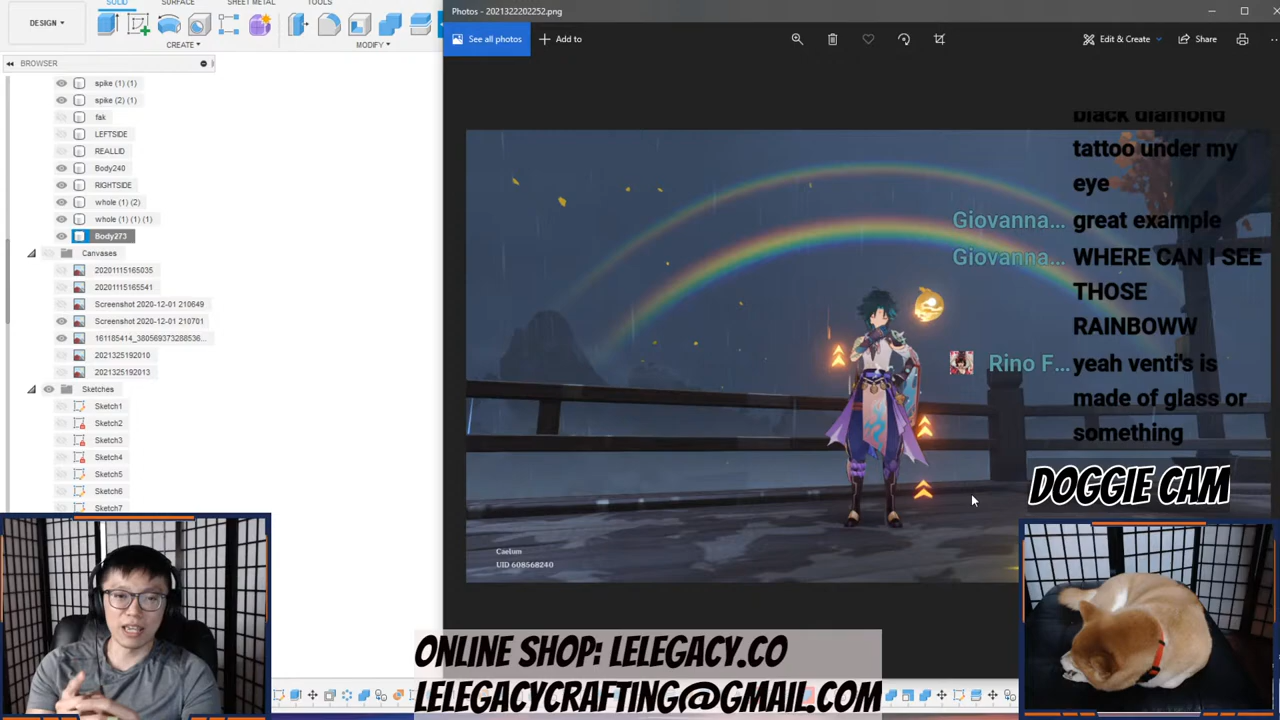 SOLID
SURFACE
SHEET METAL
TOOLS
DESIGN
CREATE
MODIFY
BROWSER
spike (1) (1)
spike (2) (1)
fak
LEFTSIDE
REALLID
Body240
RIGHTSIDE
whole (1) (2)
whole (1) (1) (1)
Body273
Canvases
20201115165035
20201115165541
Screenshot 2020-12-01 210649
Screenshot 2020-12-01 210701
161185414_380569373288536...
2021325192010
2021325192013
Sketches
Sketch1
Sketch2
Sketch3
Sketch4
Sketch5
Sketch6
Sketch7
Photos - 2021322202252.png
See all photos
Add to
Edit & Create
Share
black diamond
tattoo under my
eye
Giovanna... great example
Giovanna... WHERE CAN I SEE
THOSE
RAINBOWW
Rino F... yeah venti's is
made of glass or
something
Caelum
UID 608568240
DOGGIE CAM
ONLINE SHOP: LELEGACY.CO
LELEGACYCRAFTING@GMAIL.COM